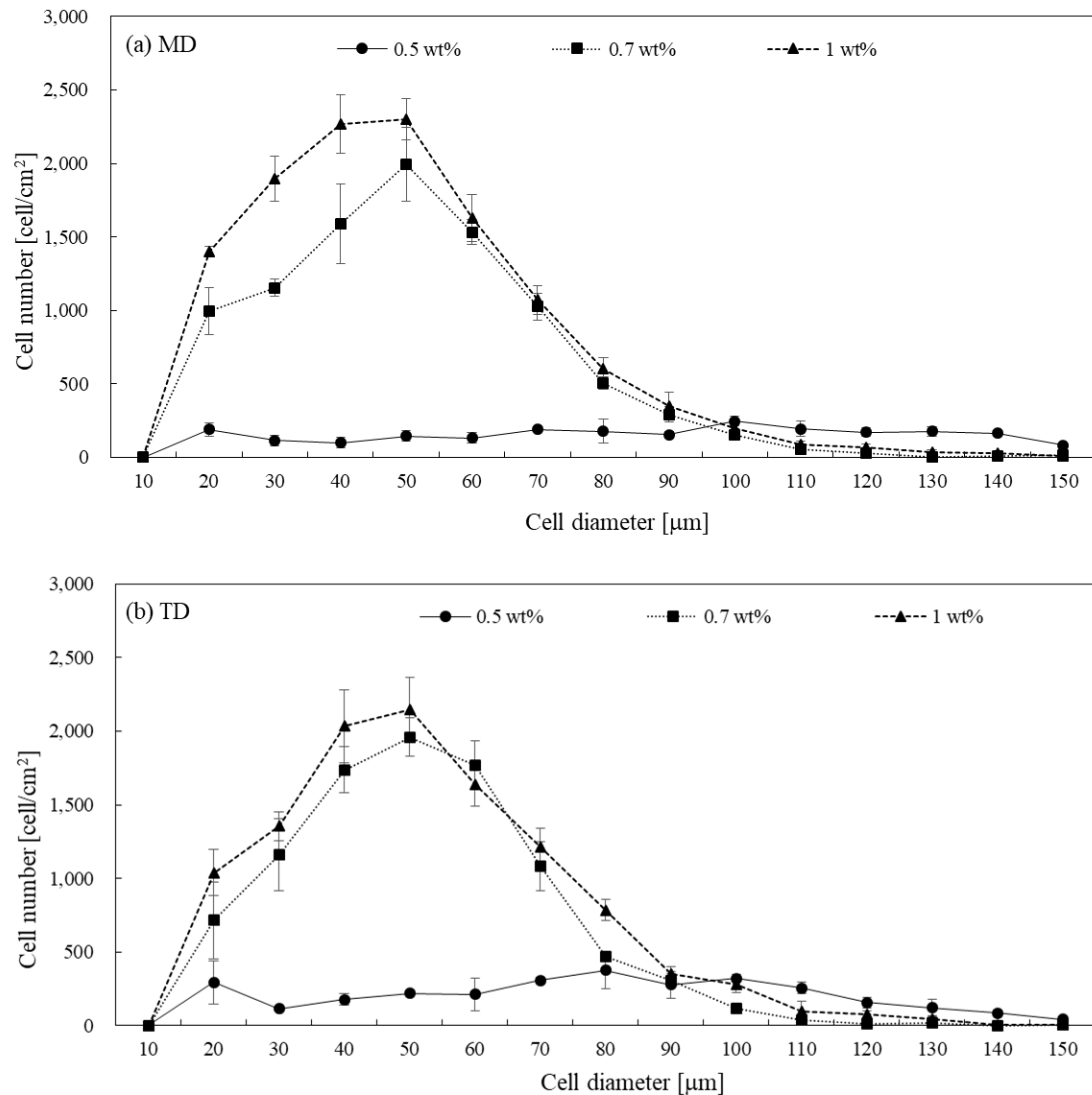 3,000
(a) MD
0.5 wt%
0.7 wt%
1 wt%
2,500
2,000
1,500
1,000
500
0
Cell number [cell/cm²]
10 20 30 40 50 60 70 80 90 100 110 120 130 140 150
Cell diameter [μm]
3,000
(b) TD
0.5 wt%
0.7 wt%
1 wt%
2,500
2,000
1,500
1,000
500
0
Cell number [cell/cm²]
10 20 30 40 50 60 70 80 90 100 110 120 130 140 150
Cell diameter [μm]